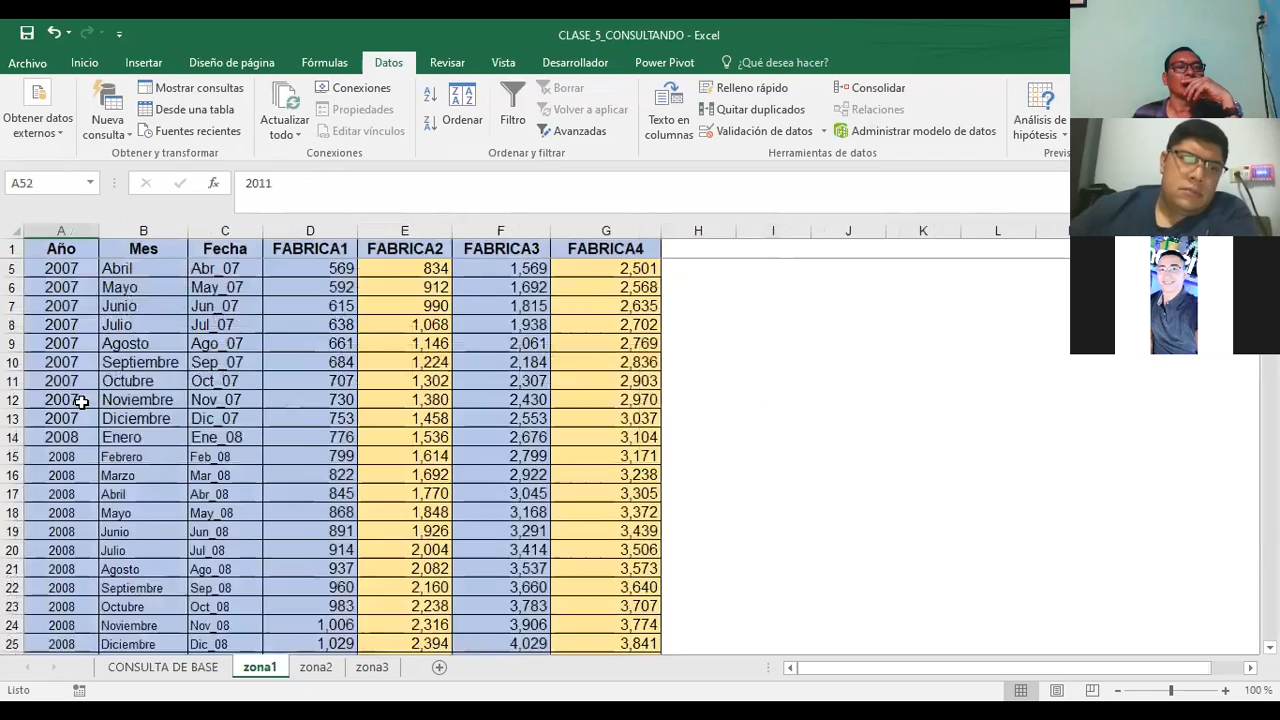 CLASE_5_CONSULTANDO - Excel
Archivo Inicio Insertar Diseño de página Fórmulas Datos Revisar Vista Desarrollador Power Pivot ¿Qué desea hacer?
Obtener datos externos
Nueva consulta
Mostrar consultas
Desde una tabla
Fuentes recientes
Obtener y transformar
Actualizar todo
Conexiones
Propiedades
Editar vínculos
Conexiones
Ordenar
Filtro
Borrar
Volver a aplicar
Avanzadas
Ordenar y filtrar
Texto en columnas
Relleno rápido
Quitar duplicados
Validación de datos
Consolidar
Relaciones
Administrar modelo de datos
Herramientas de datos
Análisis de hipótesis
Previs
A52 fx 2011
A B C D E F G H I J K L
1 Año Mes Fecha FABRICA1 FABRICA2 FABRICA3 FABRICA4
5 2007 Abril Abr_07 569 834 1,569 2,501
6 2007 Mayo May_07 592 912 1,692 2,568
7 2007 Junio Jun_07 615 990 1,815 2,635
8 2007 Julio Jul_07 638 1,068 1,938 2,702
9 2007 Agosto Ago_07 661 1,146 2,061 2,769
10 2007 Septiembre Sep_07 684 1,224 2,184 2,836
11 2007 Octubre Oct_07 707 1,302 2,307 2,903
12 2007 Noviembre Nov_07 730 1,380 2,430 2,970
13 2007 Diciembre Dic_07 753 1,458 2,553 3,037
14 2008 Enero Ene_08 776 1,536 2,676 3,104
15 2008 Febrero Feb_08 799 1,614 2,799 3,171
16 2008 Marzo Mar_08 822 1,692 2,922 3,238
17 2008 Abril Abr_08 845 1,770 3,045 3,305
18 2008 Mayo May_08 868 1,848 3,168 3,372
19 2008 Junio Jun_08 891 1,926 3,291 3,439
20 2008 Julio Jul_08 914 2,004 3,414 3,506
21 2008 Agosto Ago_08 937 2,082 3,537 3,573
22 2008 Septiembre Sep_08 960 2,160 3,660 3,640
23 2008 Octubre Oct_08 983 2,238 3,783 3,707
24 2008 Noviembre Nov_08 1,006 2,316 3,906 3,774
25 2008 Diciembre Dic_08 1,029 2,394 4,029 3,841
CONSULTA DE BASE zona1 zona2 zona3
Listo 100 %